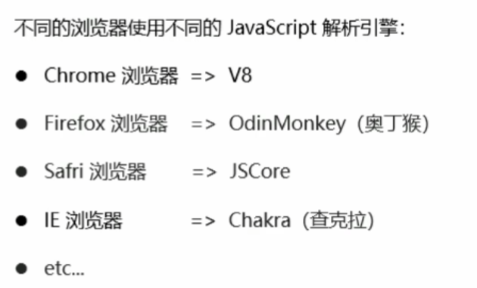 不同的浏览器使用不同的 JavaScript 解析引擎：
● Chrome 浏览器 => V8
● Firefox 浏览器 => OdinMonkey（奥丁猴）
● Safri 浏览器 => JSCore
● IE 浏览器 => Chakra（查克拉）
● etc...